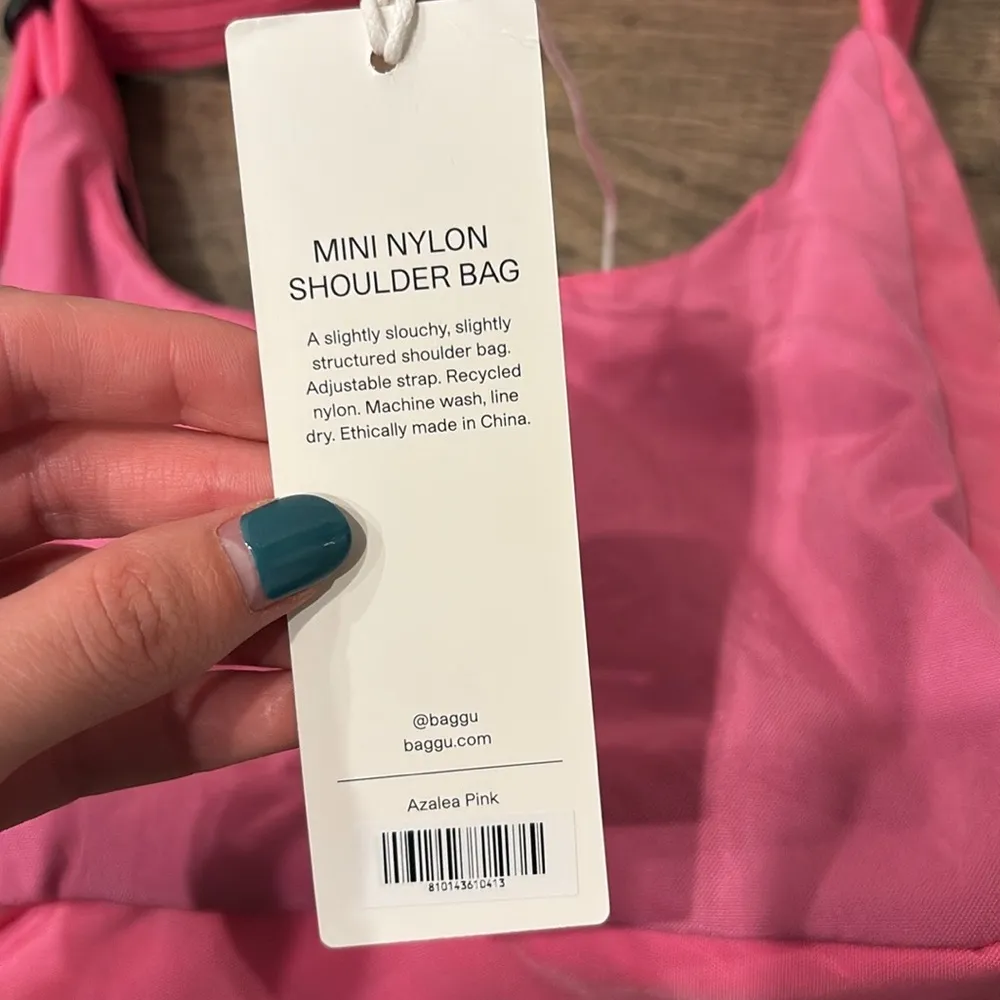 MINI NYLON
SHOULDER BAG
A slightly slouchy, slightly
structured shoulder bag.
Adjustable strap. Recycled
nylon. Machine wash, line
dry. Ethically made in China.
@baggu
baggu.com
Azalea Pink
810143610413